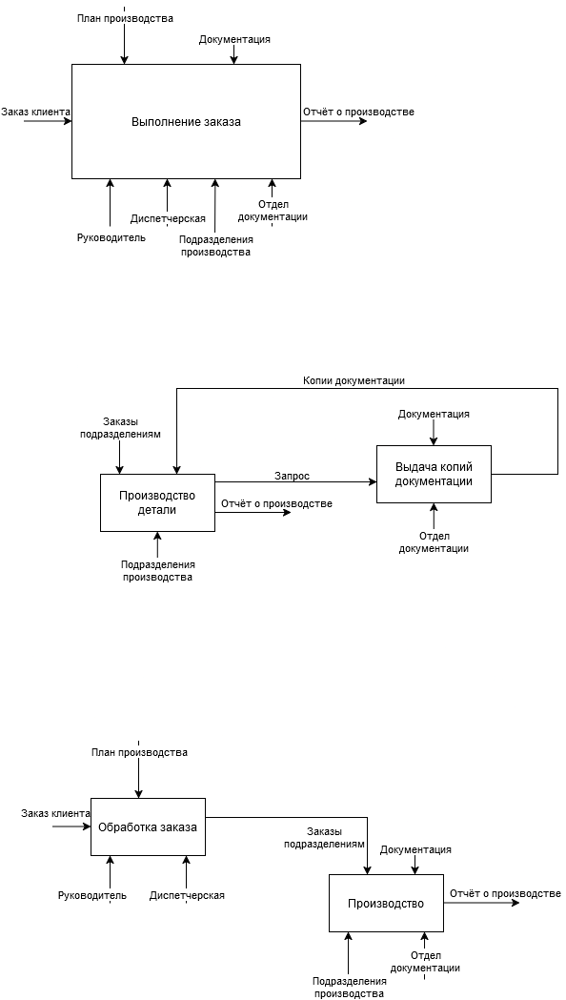 План производства
Документация
Заказ клиента
Выполнение заказа
Отчёт о производстве
Руководитель
Диспетчерская
Подразделения
производства
Отдел
документации
Копии документации
Заказы
подразделениям
Документация
Производство
детали
Запрос
Отчёт о производстве
Выдача копий
документации
Подразделения
производства
Отдел
документации
План производства
Заказ клиента
Обработка заказа
Заказы
подразделениям
Документация
Руководитель
Диспетчерская
Производство
Отчёт о производстве
Подразделения
производства
Отдел
документации